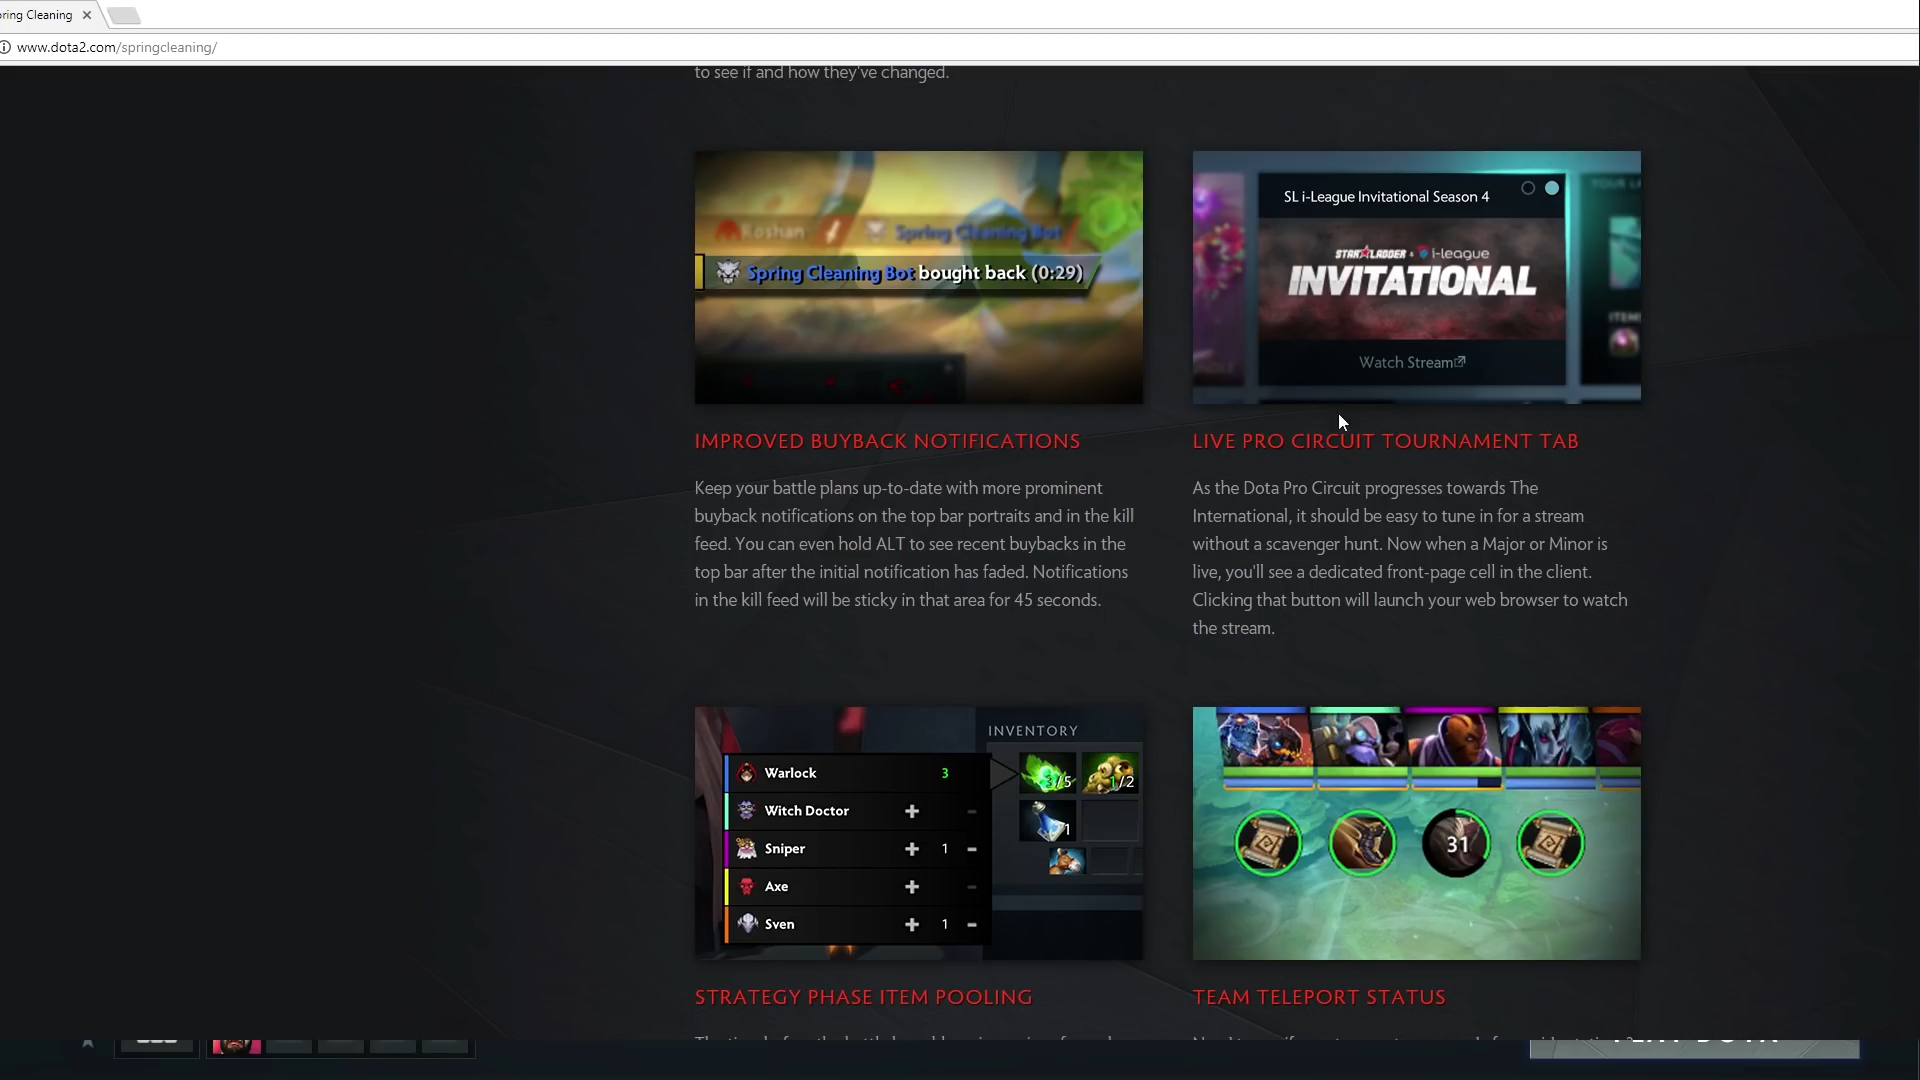 ring Cleaning
www.dota2.com/springcleaning/
to see if and how they've changed.
Roshan Spring Cleaning Bot
Spring Cleaning Bot bought back (0:29)
SL i-League Invitational Season 4
STAR LADDER & i-league
INVITATIONAL
Watch Stream
IMPROVED BUYBACK NOTIFICATIONS
Keep your battle plans up-to-date with more prominent
buyback notifications on the top bar portraits and in the kill
feed. You can even hold ALT to see recent buybacks in the
top bar after the initial notification has faded. Notifications
in the kill feed will be sticky in that area for 45 seconds.
LIVE PRO CIRCUIT TOURNAMENT TAB
As the Dota Pro Circuit progresses towards The
International, it should be easy to tune in for a stream
without a scavenger hunt. Now when a Major or Minor is
live, you'll see a dedicated front-page cell in the client.
Clicking that button will launch your web browser to watch
the stream.
INVENTORY
Warlock 3
3/5 1/2
Witch Doctor + -
1
Sniper + 1 -
Axe + -
Sven + 1 -
31
STRATEGY PHASE ITEM POOLING
TEAM TELEPORT STATUS
PLAY DOTA